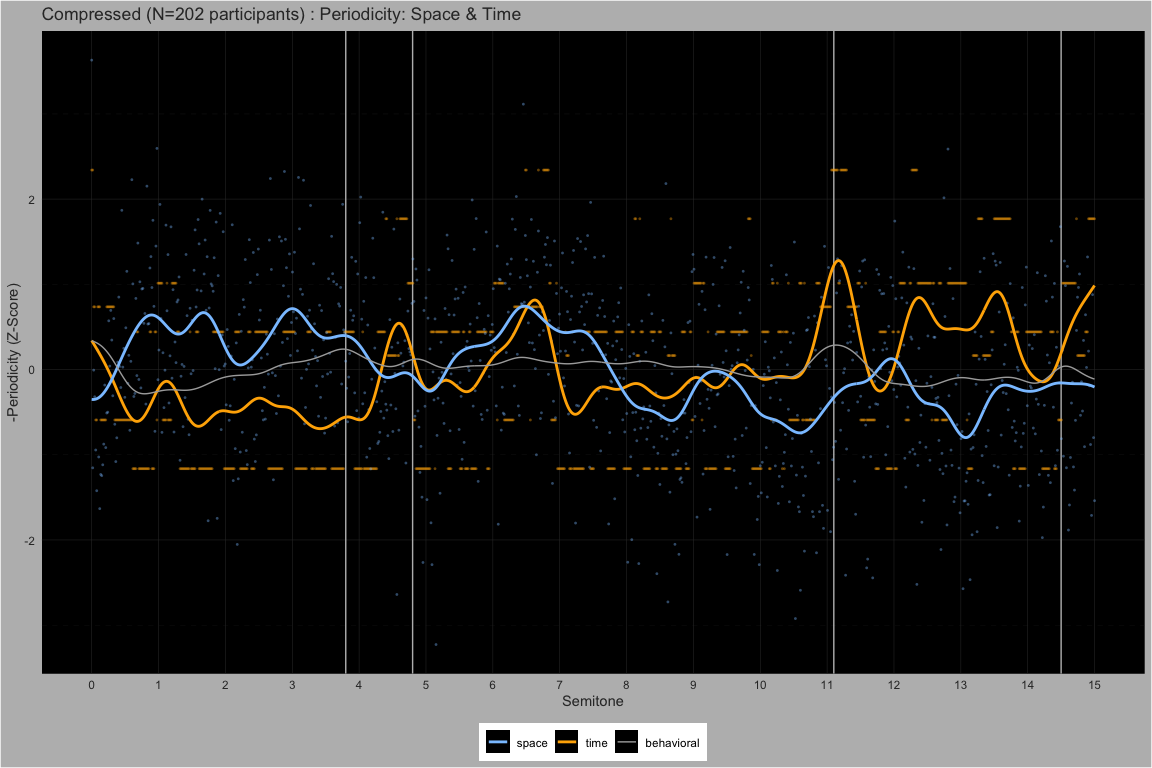 Compressed (N=202 participants) : Periodicity: Space & Time
-Periodicity (Z-Score)
2
0
-2
0 1 2 3 4 5 6 7 8 9 10 11 12 13 14 15
Semitone
space time behavioral